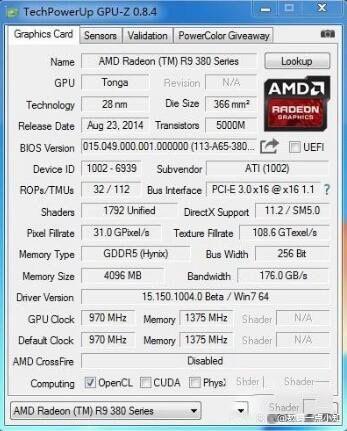 TechPowerUp GPU-Z 0.8.4
Graphics Card Sensors Validation PowerColor Giveaway
Name AMD Radeon (TM) R9 380 Series Lookup
GPU Tonga Revision N/A
Technology 28 nm Die Size 366 mm²
Release Date Aug 23, 2014 Transistors 5000M
AMD RADEON GRAPHICS
BIOS Version 015.049.000.001.000000 (113-A65-380... UEFI
Device ID 1002 - 6939 Subvendor ATI (1002)
ROPs/TMUs 32 / 112 Bus Interface PCI-E 3.0 x16 @ x16 1.1 ?
Shaders 1792 Unified DirectX Support 11.2 / SM5.0
Pixel Fillrate 31.0 GPixel/s Texture Fillrate 108.6 GTexel/s
Memory Type GDDR5 (Hynix) Bus Width 256 Bit
Memory Size 4096 MB Bandwidth 176.0 GB/s
Driver Version 15.150.1004.0 Beta / Win7 64
GPU Clock 970 MHz Memory 1375 MHz Shader N/A
Default Clock 970 MHz Memory 1375 MHz Shader N/A
AMD CrossFire Disabled
Computing OpenCL CUDA PhysX Shder Shader
AMD Radeon (TM) R9 380 Series Shader